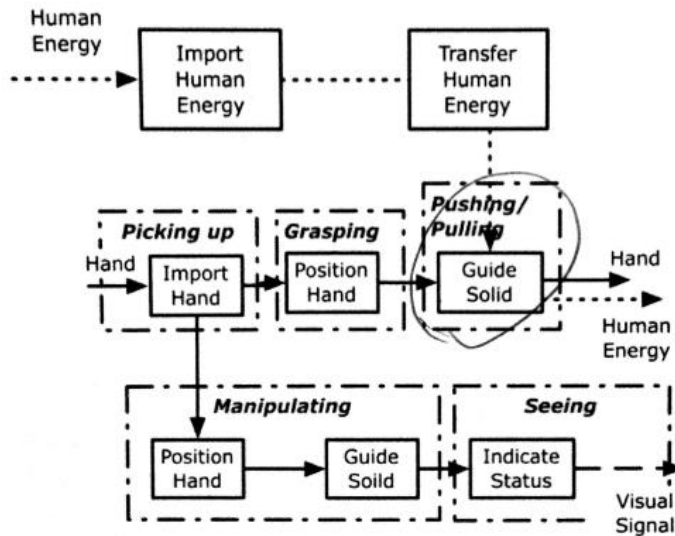 Human
Energy
Import
Human
Energy
Transfer
Human
Energy
Picking up
Grasping
Pushing/
Pulling
Hand
Import
Hand
Position
Hand
Guide
Solid
Hand
Human
Energy
Manipulating
Seeing
Position
Hand
Guide
Soild
Indicate
Status
Visual
Signal